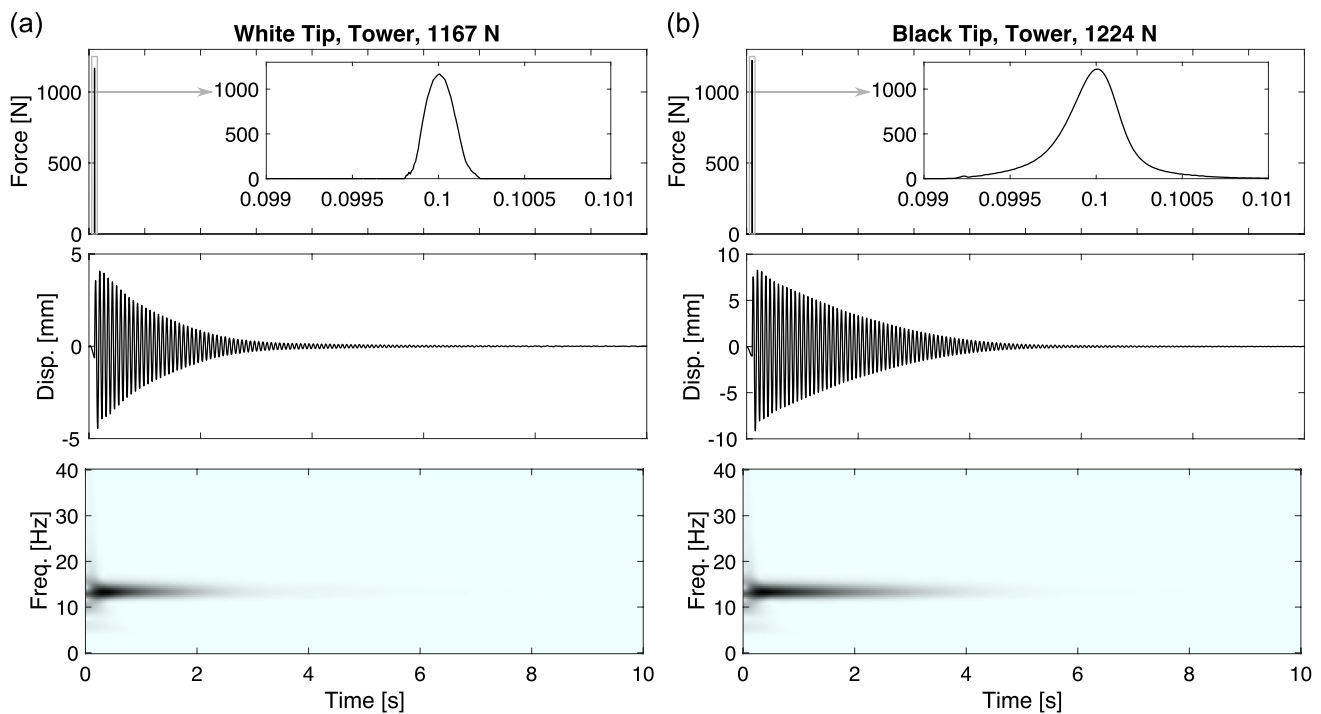 (a)
White Tip, Tower, 1167 N
Force [N]
1000
500
0
1000
500
0
0.099 0.0995 0.1 0.1005 0.101
Disp. [mm]
5
0
-5
Freq. [Hz]
40
30
20
10
0
0 2 4 6 8 10
Time [s]
(b)
Black Tip, Tower, 1224 N
Force [N]
1000
500
0
1000
500
0
0.099 0.0995 0.1 0.1005 0.101
Disp. [mm]
10
5
0
-5
-10
Freq. [Hz]
40
30
20
10
0
0 2 4 6 8 10
Time [s]